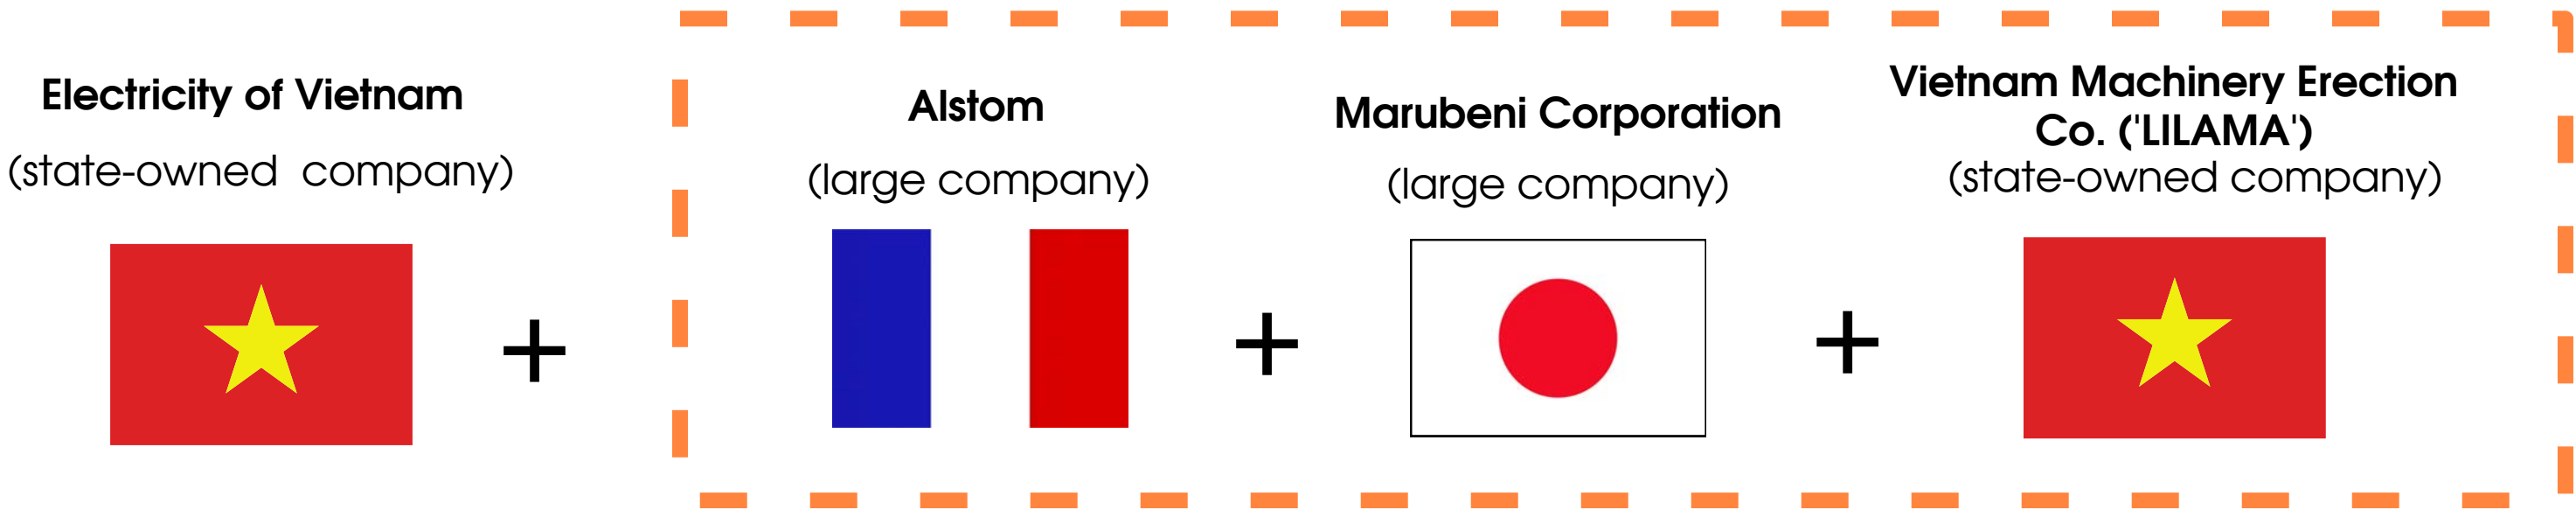 Electricity of Vietnam
(state-owned company)
+
Alstom
(large company)
+
Marubeni Corporation
(large company)
+
Vietnam Machinery Erection
Co. ('LILAMA')
(state-owned company)